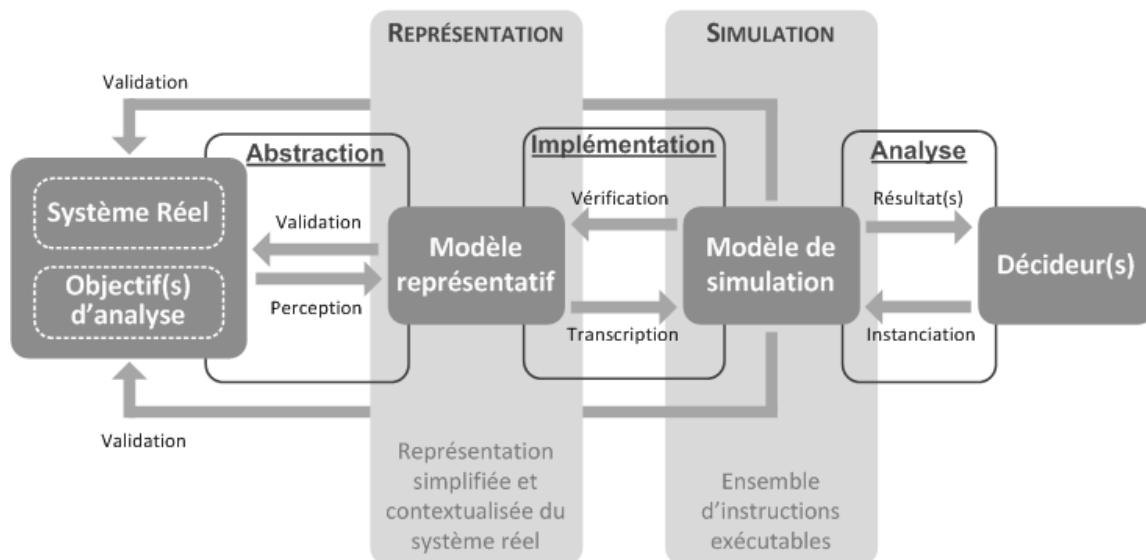 REPRÉSENTATION
SIMULATION
Validation
Abstraction
Implémentation
Analyse
Système Réel
Objectif(s)
d'analyse
Validation
Perception
Modèle
représentatif
Vérification
Transcription
Modèle de
simulation
Résultat(s)
Instanciation
Décideur(s)
Validation
Représentation
simplifiée et
contextualisée du
système réel
Ensemble
d'instructions
exécutables